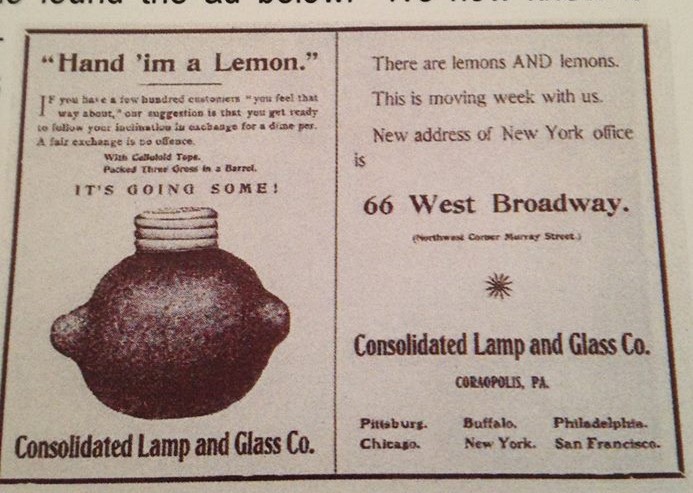 found the ad below.
"Hand 'im a Lemon."
IF you have a few hundred customers "you feel that
way about," our suggestion is that you get ready
to follow your inclination in exchange for a dime per.
A fair exchange is no offence.
With Celluloid Tops.
Packed Three Gross in a Barrel.
IT'S GOING SOME!
Consolidated Lamp and Glass Co.
There are lemons AND lemons.
This is moving week with us.
New address of New York office
is
66 West Broadway.
(Northwest Corner Murray Street.)
Consolidated Lamp and Glass Co.
CORAOPOLIS, PA.
Pittsburg. Buffalo. Philadelphia.
Chicago. New York. San Francisco.